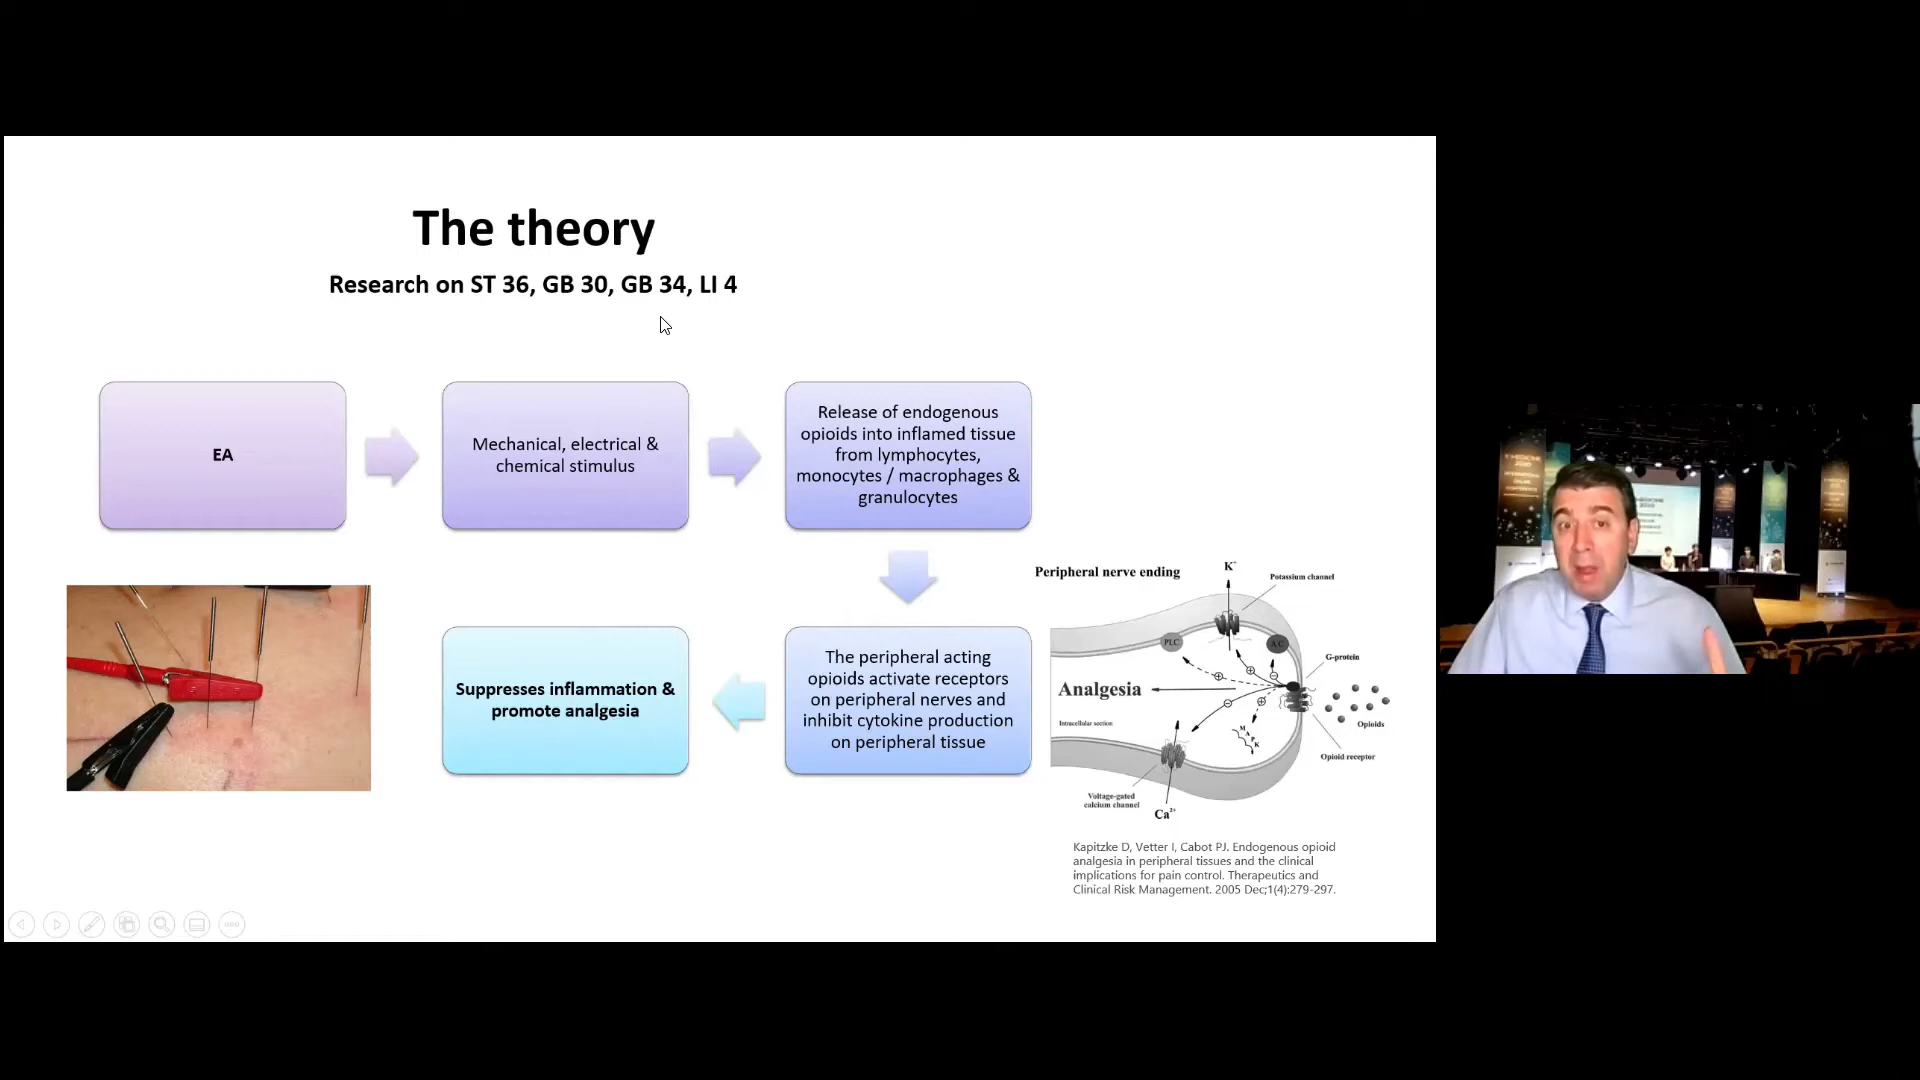 The theory
Research on ST 36, GB 30, GB 34, LI 4
EA
Mechanical, electrical &
chemical stimulus
Release of endogenous
opioids into inflamed tissue
from lymphocytes,
monocytes / macrophages &
granulocytes
The peripheral acting
opioids activate receptors
on peripheral nerves and
inhibit cytokine production
on peripheral tissue
Suppresses inflammation &
promote analgesia
Peripheral nerve ending
K⁺
Potassium channel
PLC
AC
G-protein
Analgesia
Intracellular section
Opioids
MAPK
Opioid receptor
Voltage-gated
calcium channel
Ca²⁺
Kapitzke D, Vetter I, Cabot PJ. Endogenous opioid
analgesia in peripheral tissues and the clinical
implications for pain control. Therapeutics and
Clinical Risk Management. 2005 Dec;1(4):279-297.